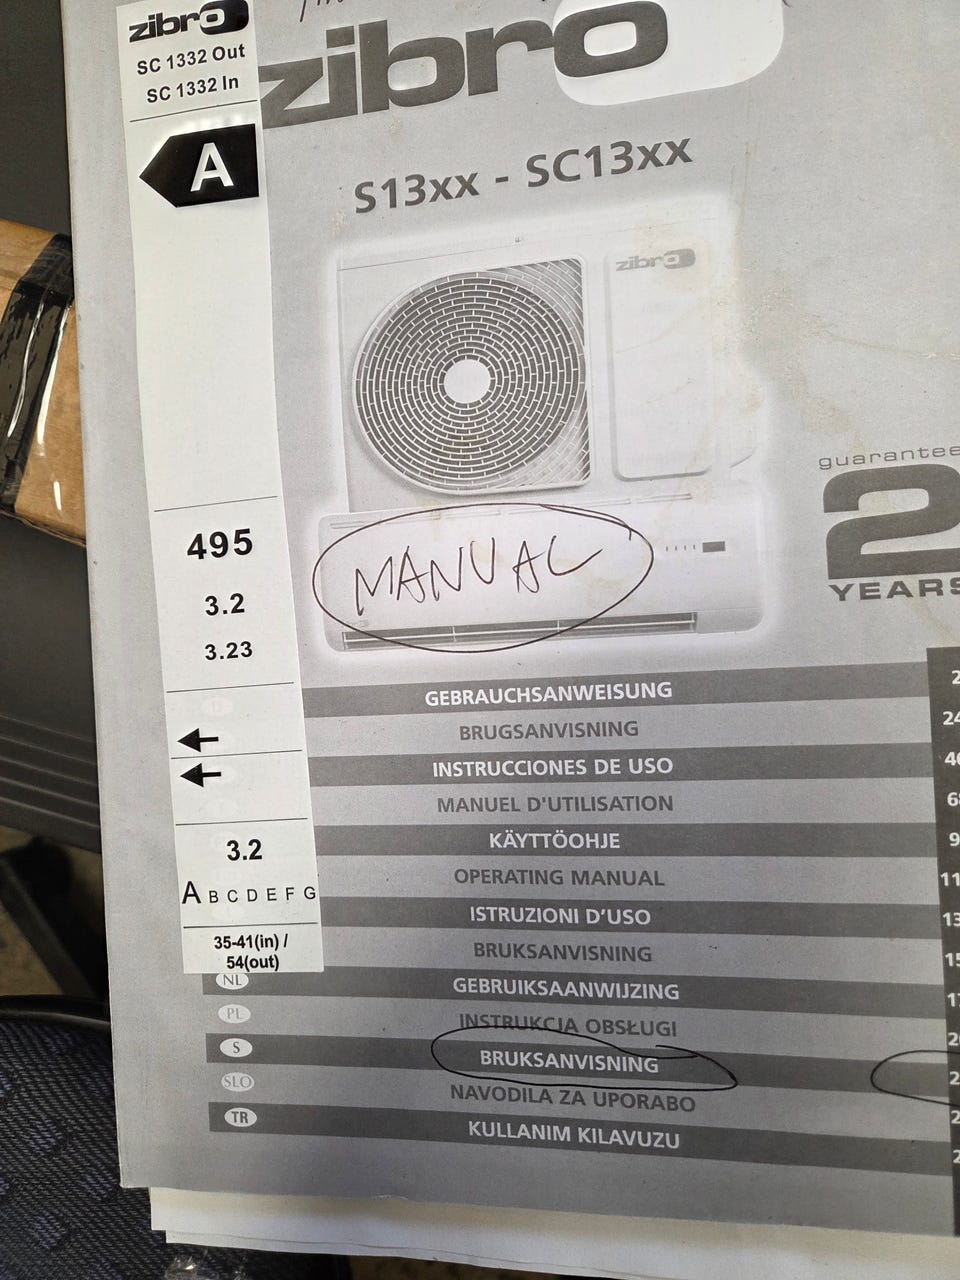 zibro
SC 1332 Out
SC 1332 In
A
495
3.2
3.23
3.2
A B C D E F G
35-41(in) /
54(out)
zibro
S13xx - SC13xx
zibro
guarantee
2
YEARS
MANUAL
GEBRAUCHSANWEISUNG
BRUGSANVISNING
INSTRUCCIONES DE USO
MANUEL D'UTILISATION
KÄYTTÖOHJE
OPERATING MANUAL
ISTRUZIONI D'USO
BRUKSANVISNING
NL GEBRUIKSAANWIJZING
PL INSTRUKCJA OBSŁUGI
S BRUKSANVISNING
SLO NAVODILA ZA UPORABO
TR KULLANIM KILAVUZU